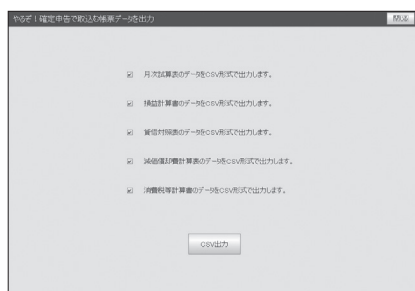 やるぞ！確定申告で取込む帳票データを出力
閉じる
月次試算表のデータをCSV形式で出力します。
損益計算書のデータをCSV形式で出力します。
貸借対照表のデータをCSV形式で出力します。
減価償却費計算表のデータをCSV形式で出力します。
消費税等計算書のデータをCSV形式で出力します。
CSV出力